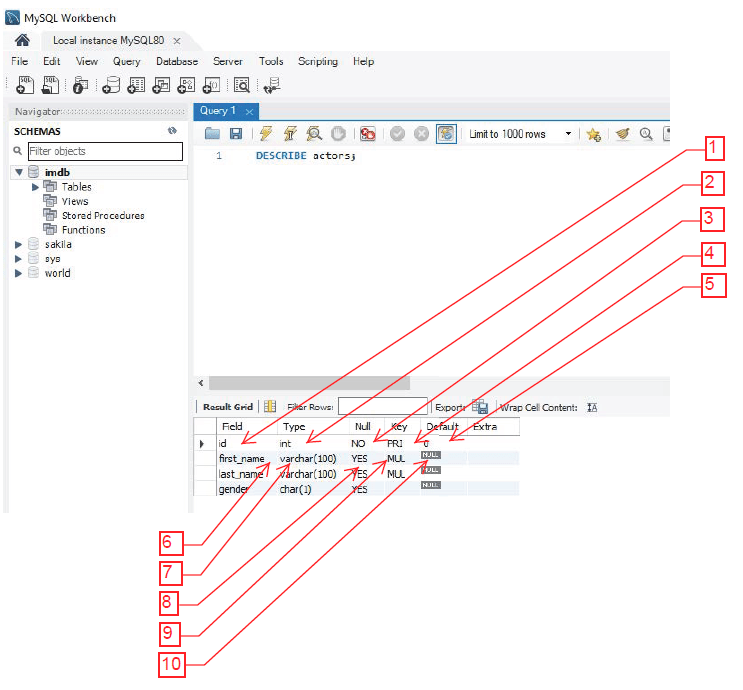 MySQL Workbench
Local instance MySQL80 ×
File Edit View Query Database Server Tools Scripting Help
Navigator
Query 1 ×
SCHEMAS
Limit to 1000 rows
Filter objects
1 DESCRIBE actors;
imdb
Tables
Views
Stored Procedures
Functions
sakila
sys
world
1
2
3
4
5
Result Grid Filter Rows: Export: Wrap Cell Content: IA
Field Type Null Key Default Extra
id int NO PRI 0
first_name varchar(100) YES MUL NULL
last_name varchar(100) YES MUL NULL
gender char(1) YES NULL
6
7
8
9
10